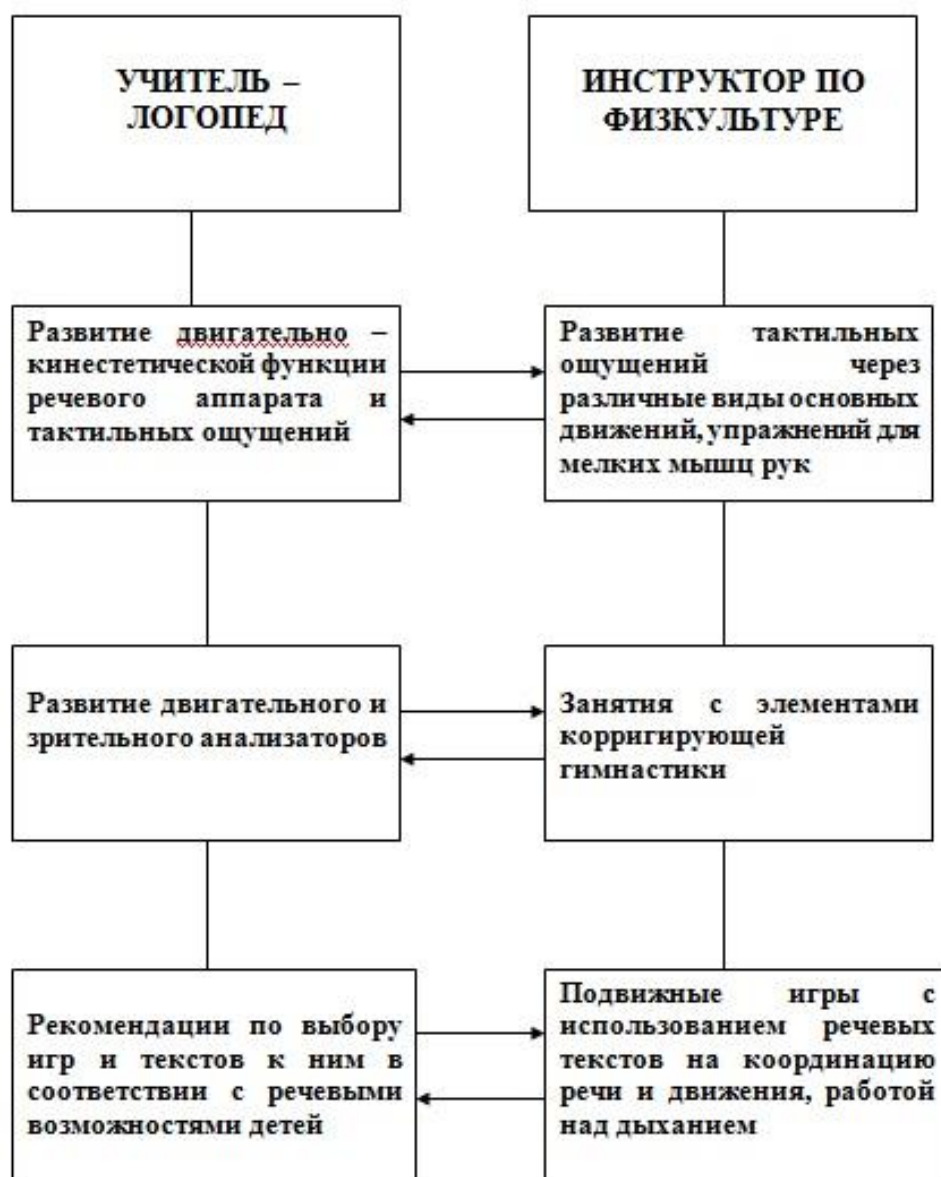 УЧИТЕЛЬ –
ЛОГОПЕД
ИНСТРУКТОР ПО
ФИЗКУЛЬТУРЕ
Развитие двигательно –
кинестетической функции
речевого аппарата и
тактильных ощущений
Развитие тактильных
ощущений через
различные виды основных
движений, упражнений для
мелких мышц рук
Развитие двигательного и
зрительного анализаторов
Занятия с элементами
корригирующей
гимнастики
Рекомендации по выбору
игр и текстов к ним в
соответствии с речевыми
возможностями детей
Подвижные игры с
использованием речевых
текстов на координацию
речи и движения, работой
над дыханием